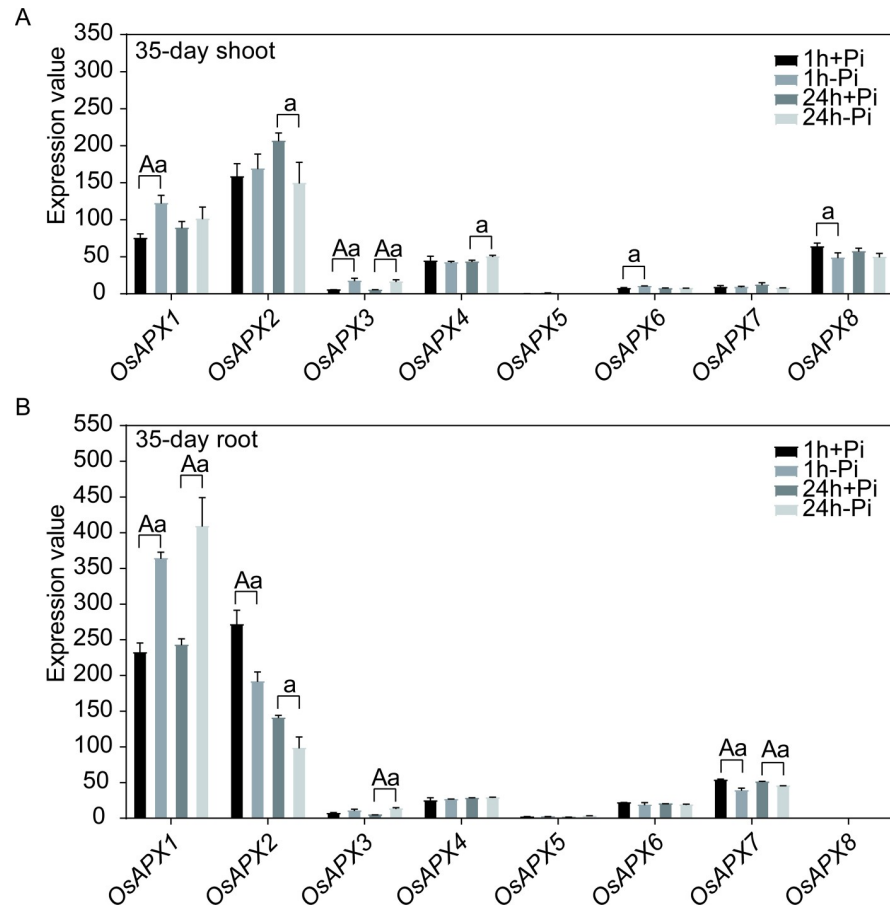 A
35-day shoot
Expression value
350
300
250
200
150
100
50
0
1h+Pi
1h-Pi
24h+Pi
24h-Pi
Aa
a
Aa
Aa
a
a
a
OsAPX1
OsAPX2
OsAPX3
OsAPX4
OsAPX5
OsAPX6
OsAPX7
OsAPX8
B
35-day root
Expression value
550
500
450
400
350
300
250
200
150
100
50
0
1h+Pi
1h-Pi
24h+Pi
24h-Pi
Aa
Aa
Aa
a
Aa
Aa
Aa
OsAPX1
OsAPX2
OsAPX3
OsAPX4
OsAPX5
OsAPX6
OsAPX7
OsAPX8